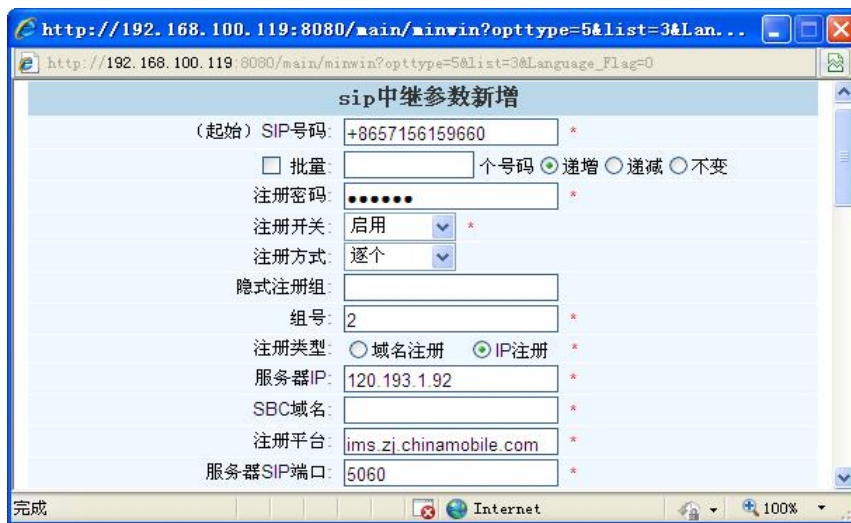 http://192.168.100.119:8080/main/minwin?opttype=5&list=3&Lan...
http://192.168.100.119:8080/main/minwin?opttype=5&list=3&Language_Flag=0
sip中继参数新增
(起始)SIP号码: +8657156159660 *
批量: 个号码 递增 递减 不变
注册密码: ●●●●●● *
注册开关: 启用 *
注册方式: 逐个
隐式注册组:
组号: 2 *
注册类型: 域名注册 IP注册 *
服务器IP: 120.193.1.92 *
SBC域名: *
注册平台: ims.zj.chinamobile.com *
服务器SIP端口: 5060 *
完成 Internet 100%